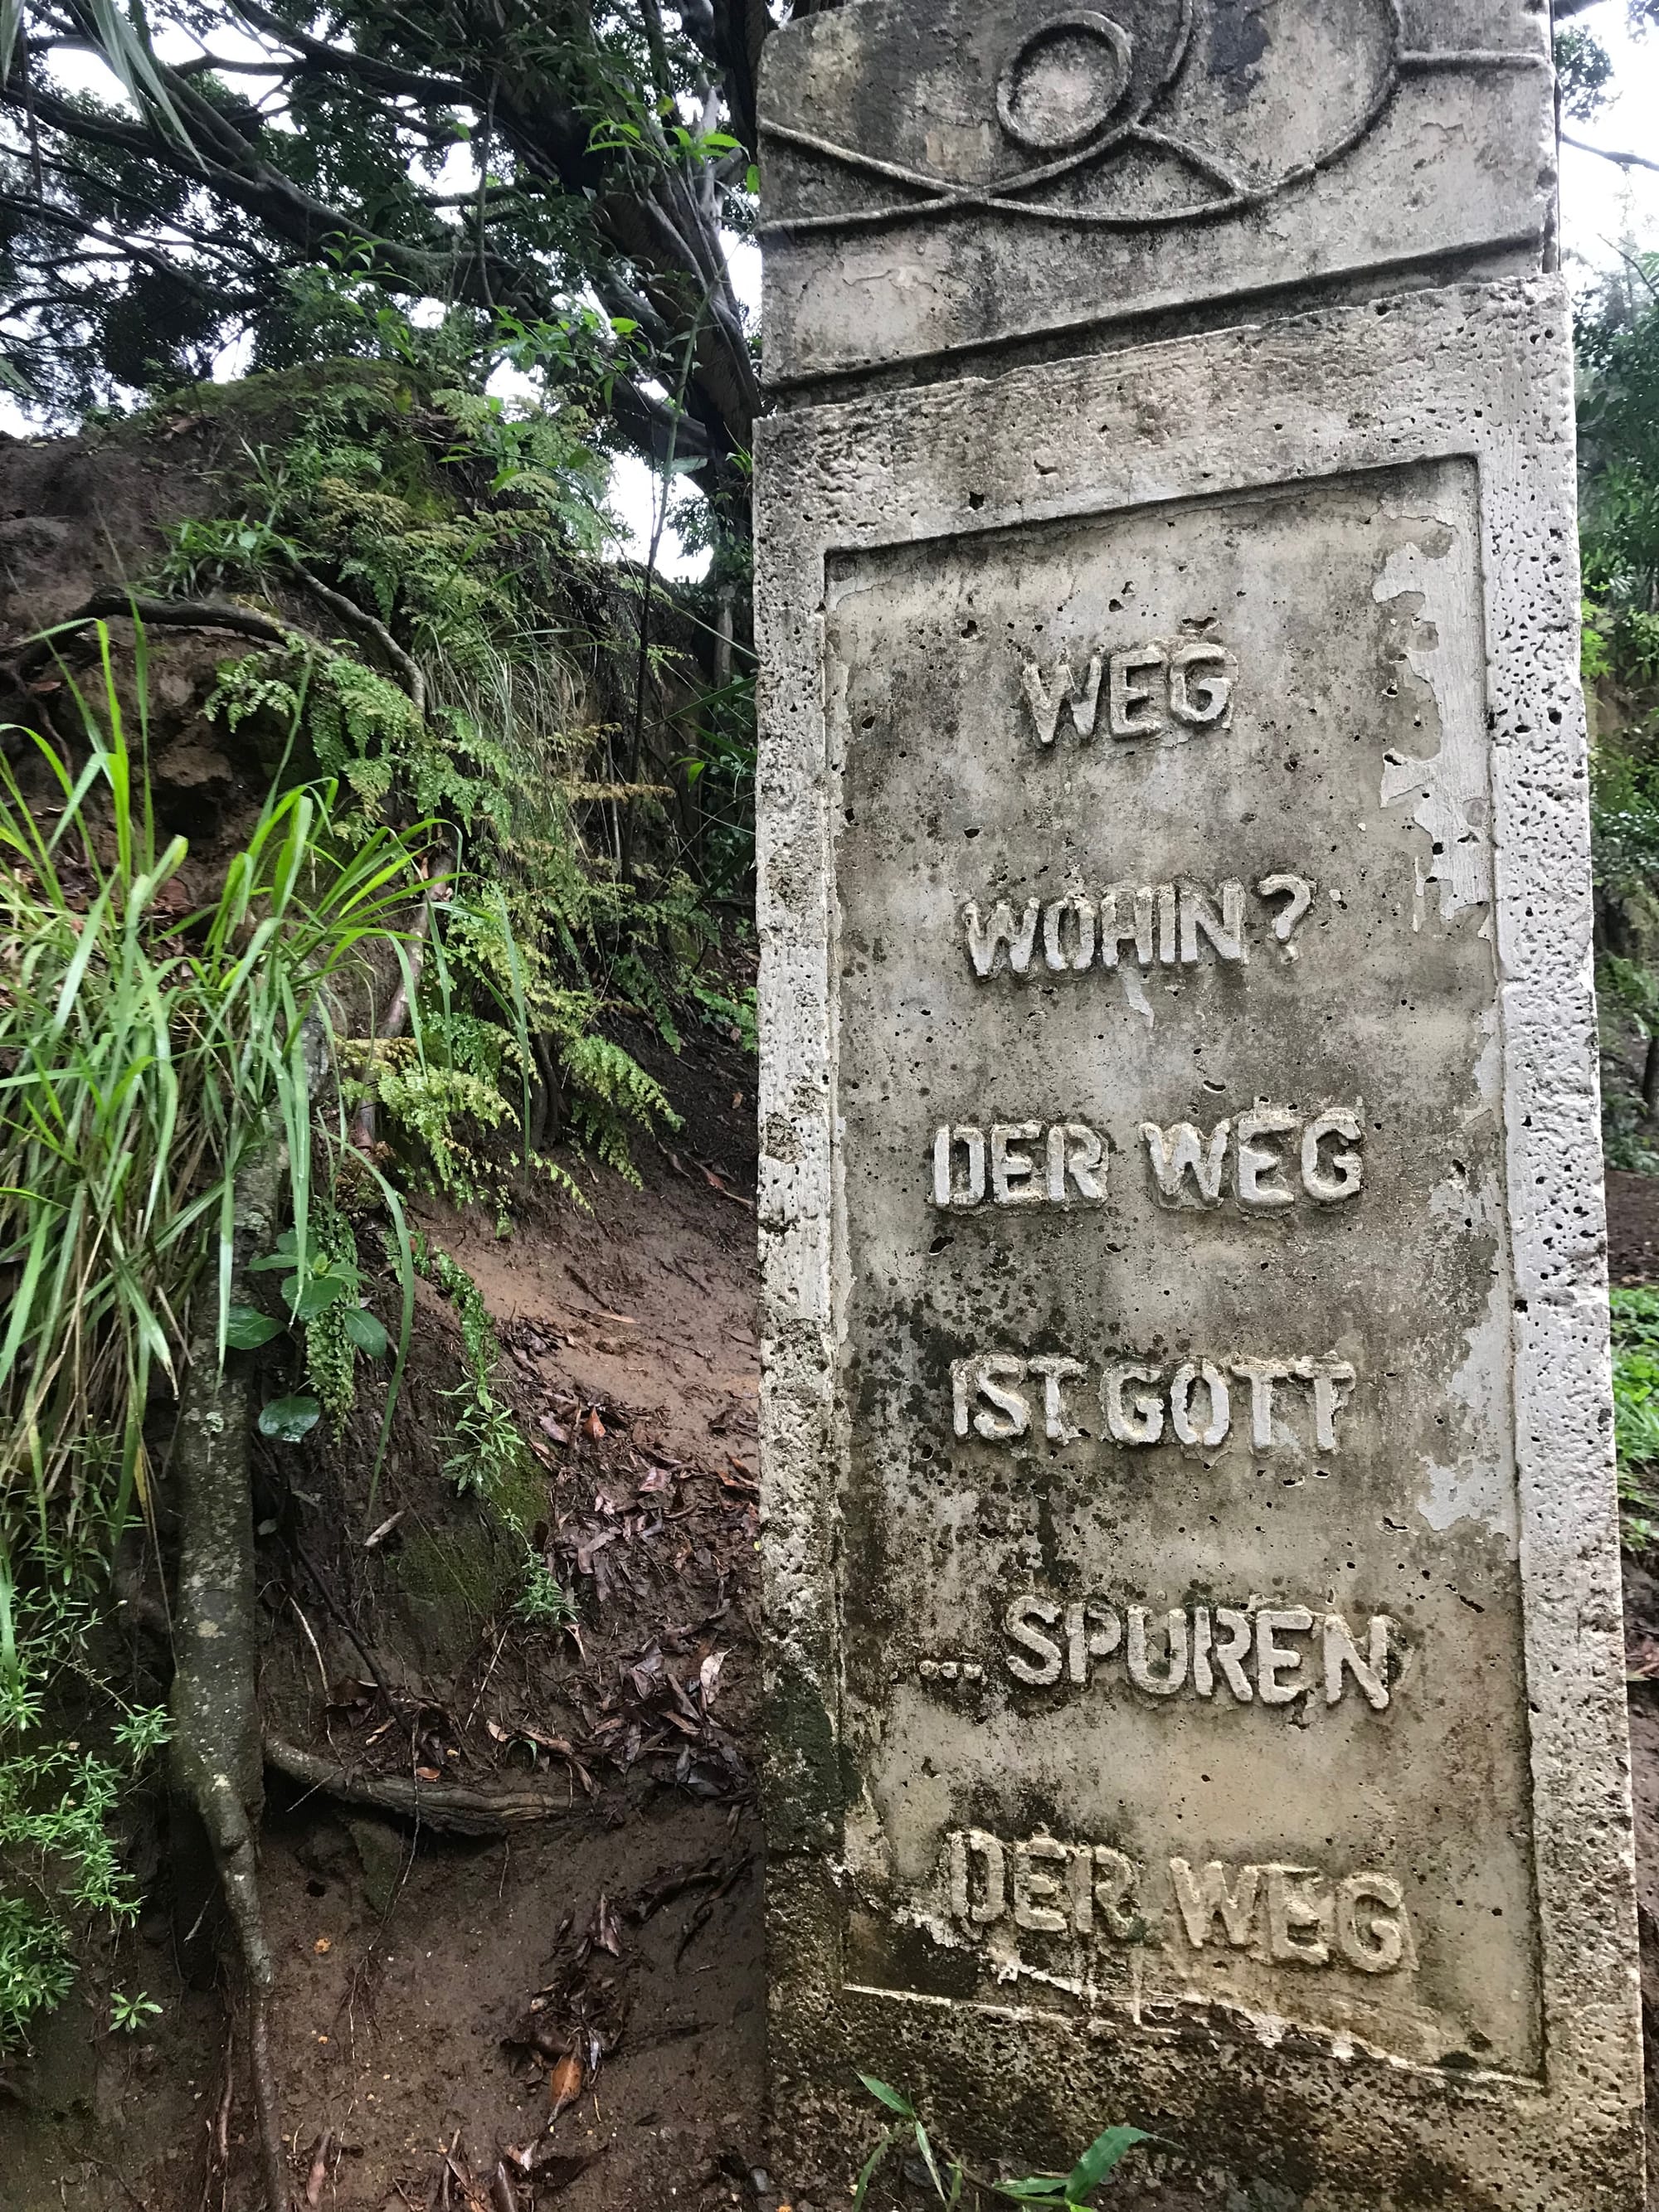 WEG
WOHIN?
DER WEG
IST GOTT
... SPUREN
DER WEG